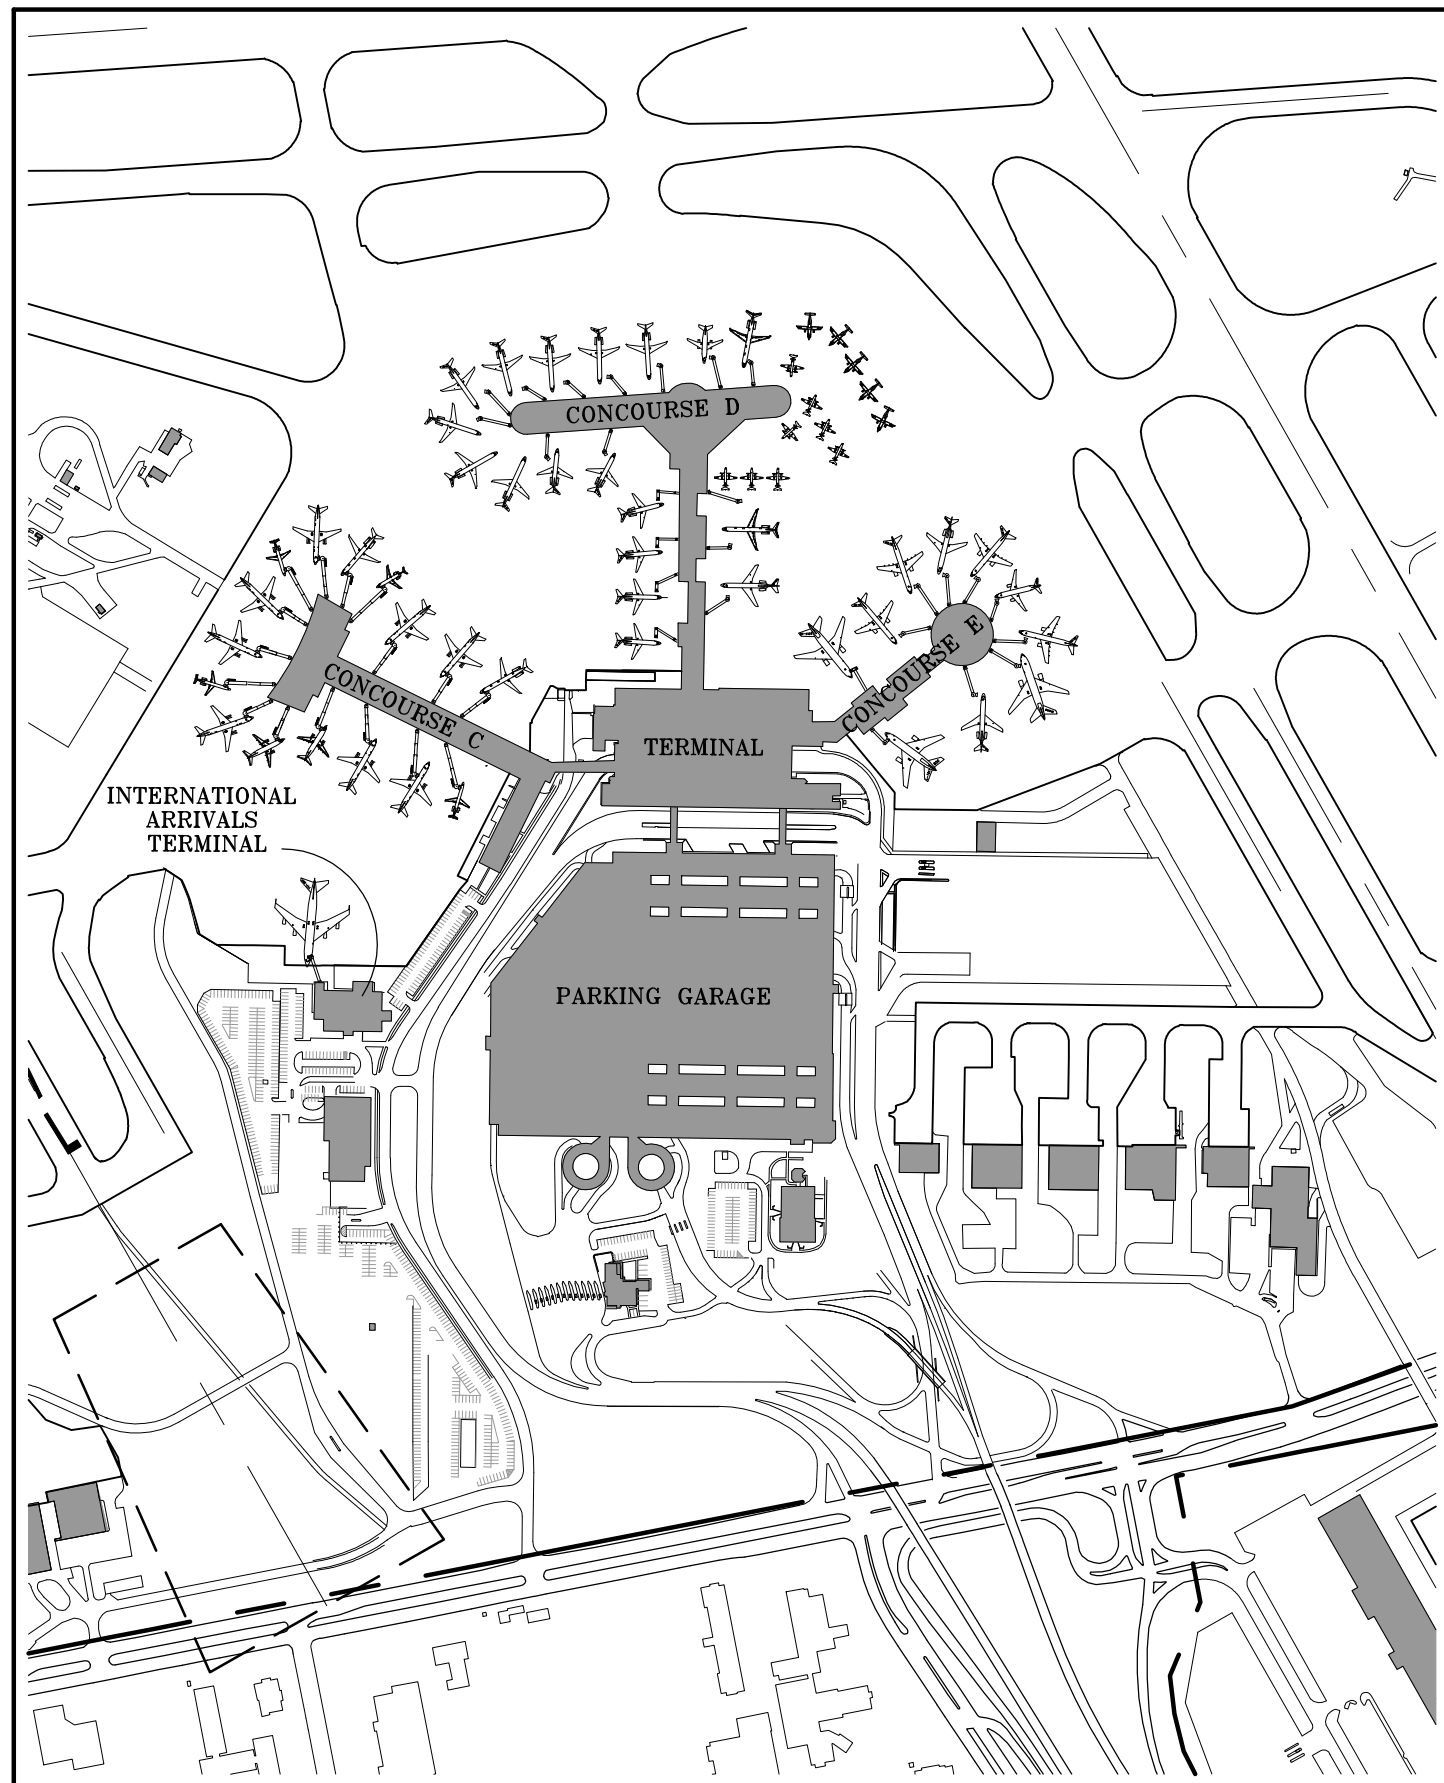 CONCOURSE D
CONCOURSE E
CONCOURSE C
TERMINAL
INTERNATIONAL
ARRIVALS
TERMINAL
PARKING GARAGE